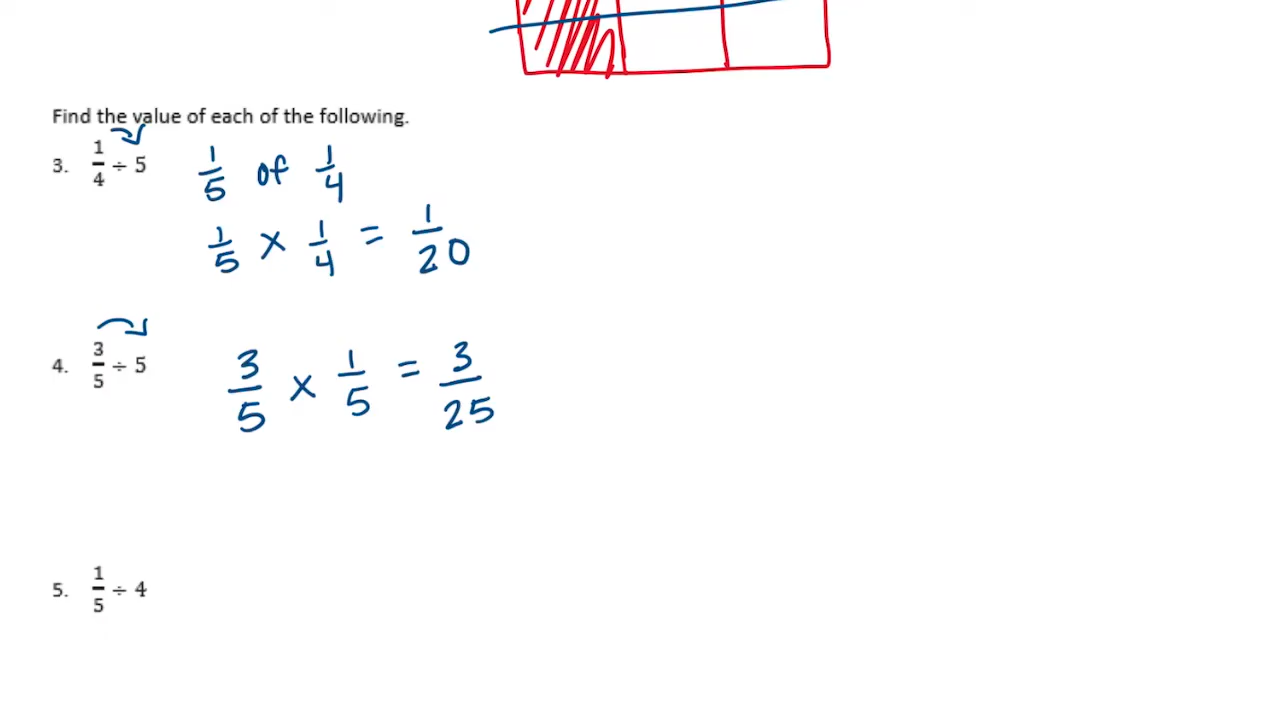 Find the value of each of the following.
3. 1/4 ÷ 5 1/5 of 1/4
1/5 × 1/4 = 1/20
4. 3/5 ÷ 5 3/5 × 1/5 = 3/25
5. 1/5 ÷ 4